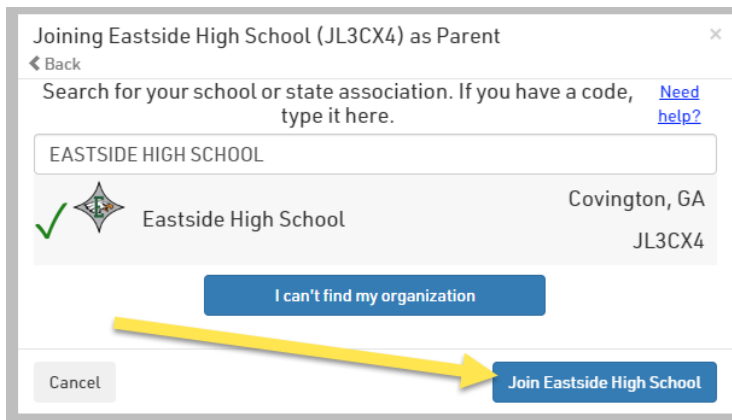 Joining Eastside High School (JL3CX4) as Parent
×
Back
Search for your school or state association. If you have a code, type it here.
Need help?
EASTSIDE HIGH SCHOOL
E
Eastside High School
Covington, GA
JL3CX4
I can't find my organization
Cancel
Join Eastside High School